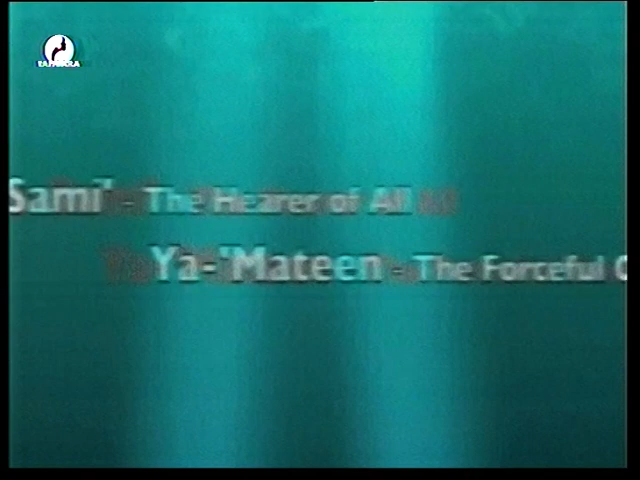 Sami' - The Hearer of All
Ya-'Mateen - The Forceful